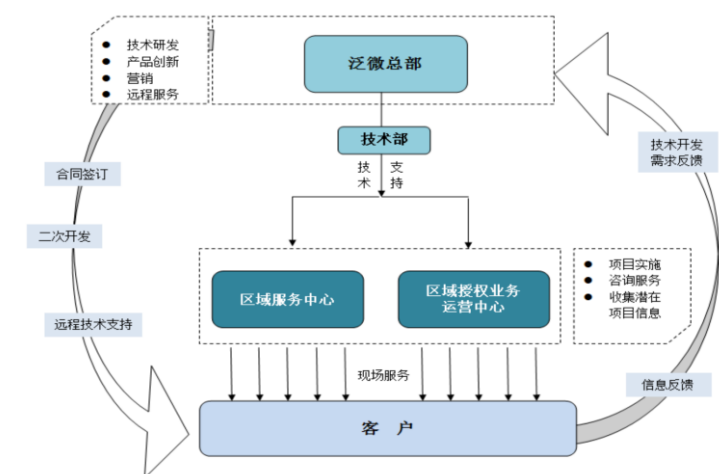 技术研发
产品创新
营销
远程服务
泛微总部
技术部
技术
支持
合同签订
二次开发
远程技术支持
技术开发
需求反馈
区域服务中心
区域授权业务
运营中心
项目实施
咨询服务
收集潜在
项目信息
现场服务
信息反馈
客 户